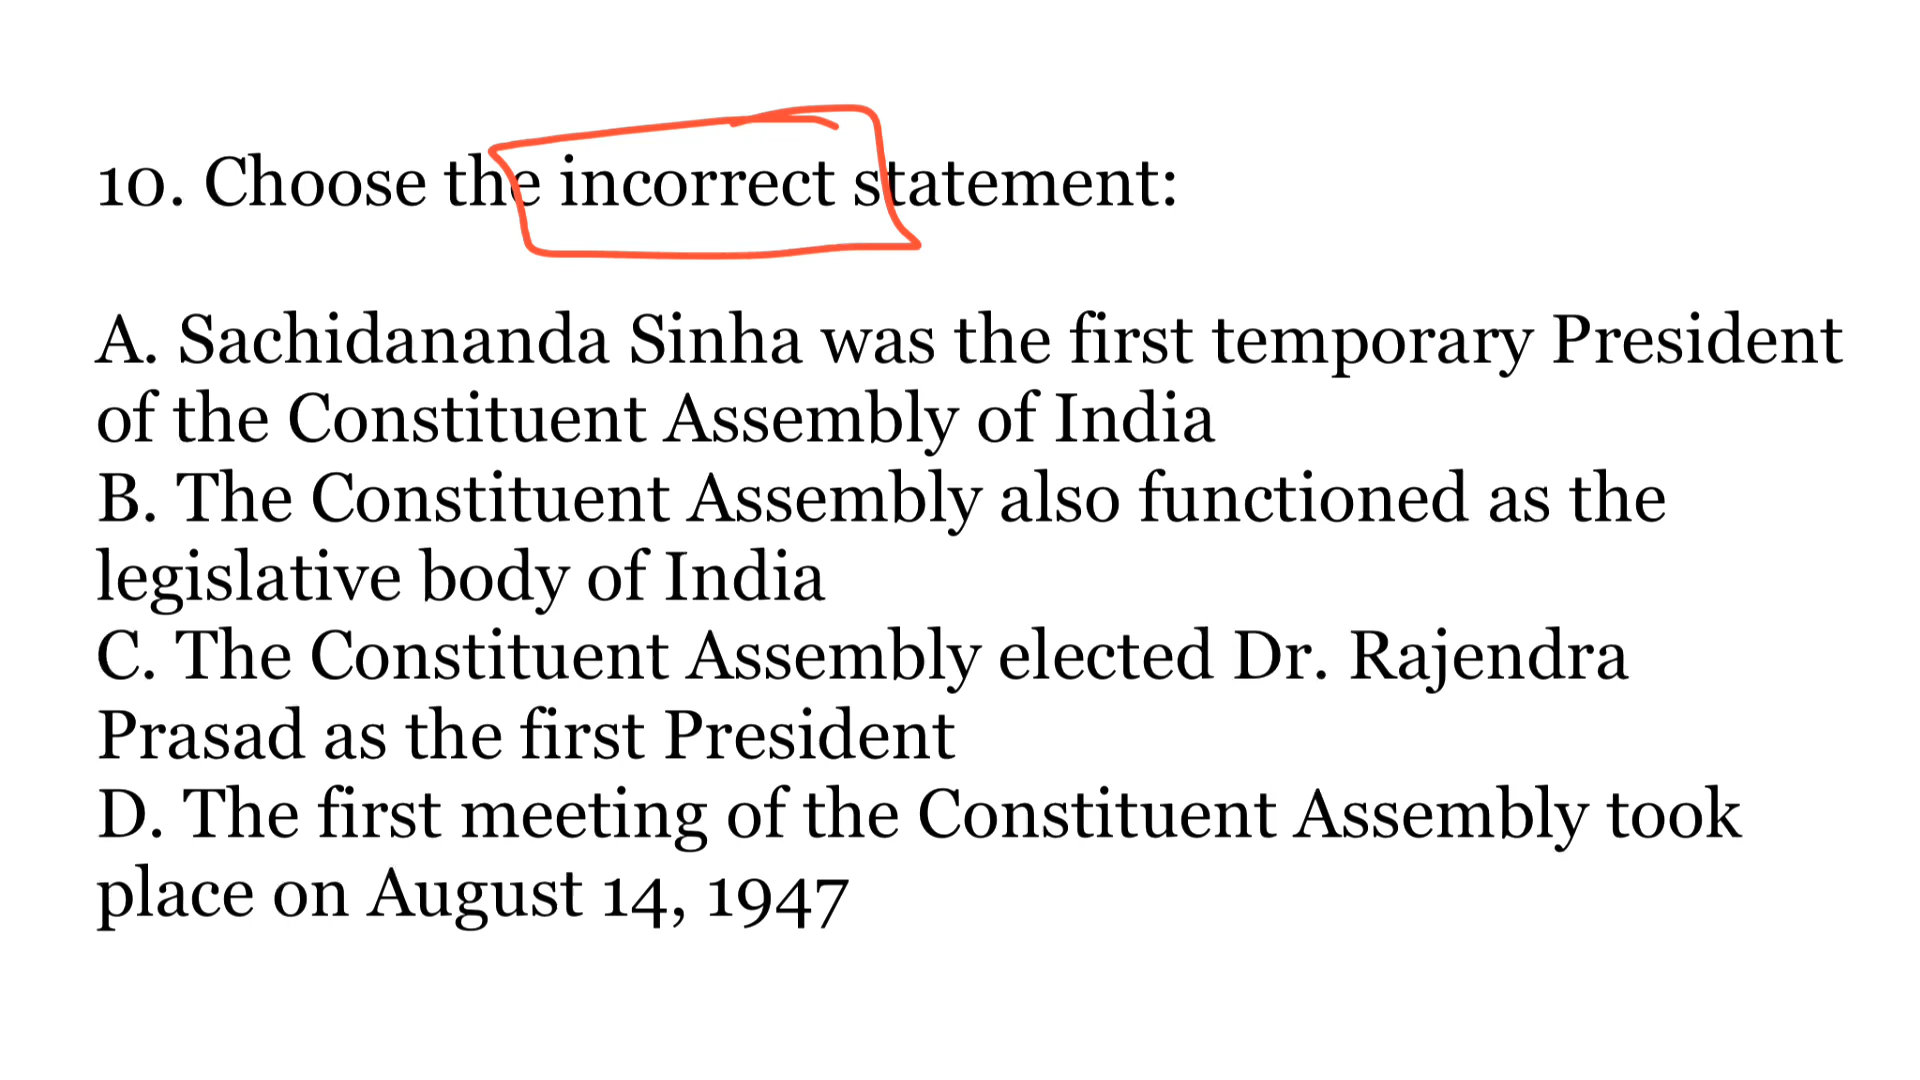 10. Choose the incorrect statement:
A. Sachidananda Sinha was the first temporary President
of the Constituent Assembly of India
B. The Constituent Assembly also functioned as the
legislative body of India
C. The Constituent Assembly elected Dr. Rajendra
Prasad as the first President
D. The first meeting of the Constituent Assembly took
place on August 14, 1947